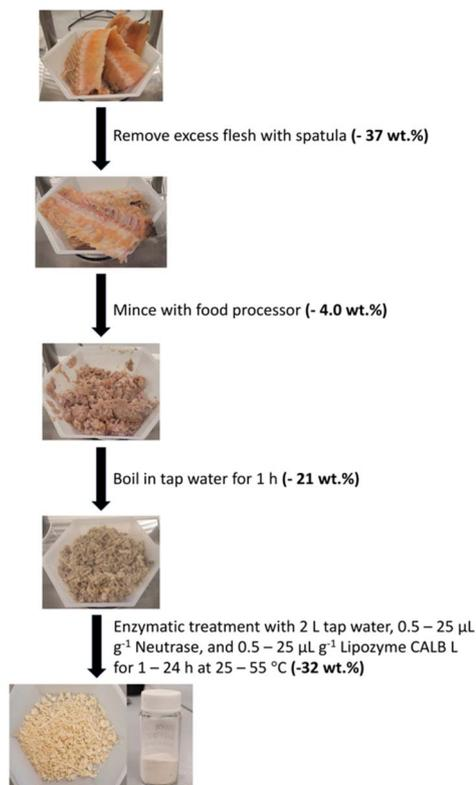 Remove excess flesh with spatula (- 37 wt.%)
Mince with food processor (- 4.0 wt.%)
Boil in tap water for 1 h (- 21 wt.%)
Enzymatic treatment with 2 L tap water, 0.5 – 25 µL
g⁻¹ Neutrase, and 0.5 – 25 µL g⁻¹ Lipozyme CALB L
for 1 – 24 h at 25 – 55 °C (-32 wt.%)